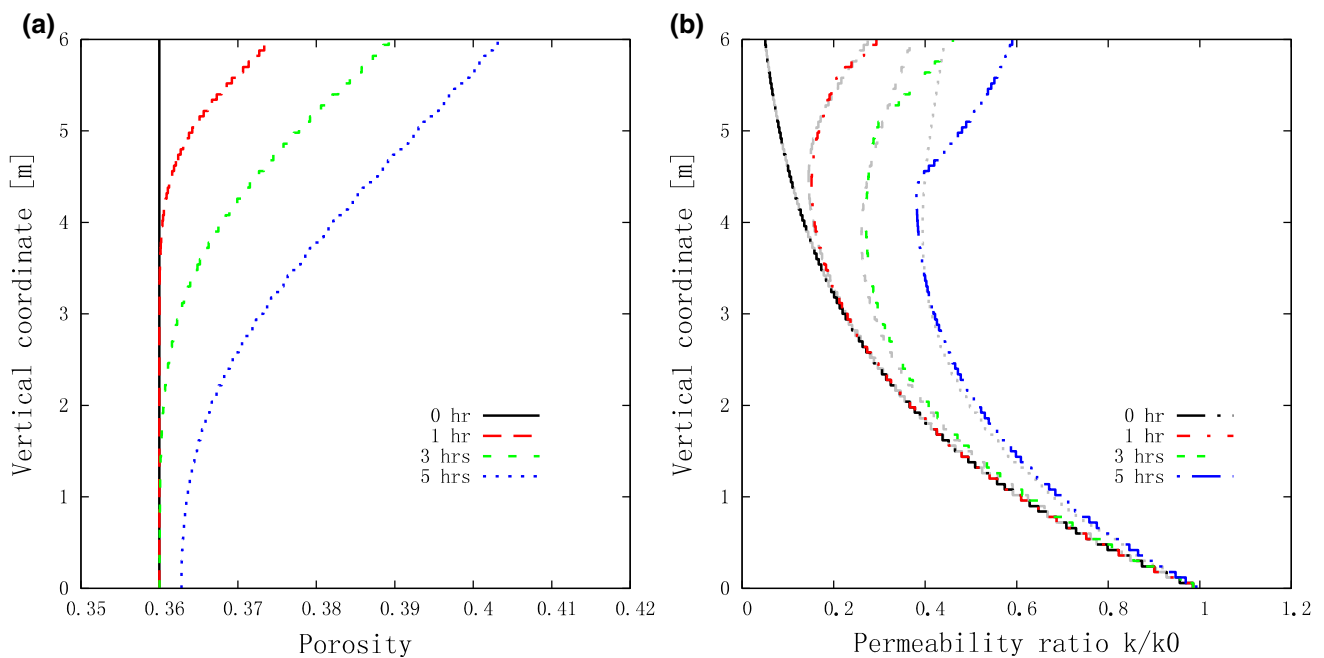 (a)
6
5
4
3
2
1
0
Vertical coordinate [m]
0 hr
1 hr
3 hrs
5 hrs
0.35 0.36 0.37 0.38 0.39 0.4 0.41 0.42
Porosity
(b)
6
5
4
3
2
1
0
Vertical coordinate [m]
0 hr
1 hr
3 hrs
5 hrs
0 0.2 0.4 0.6 0.8 1 1.2
Permeability ratio k/k0